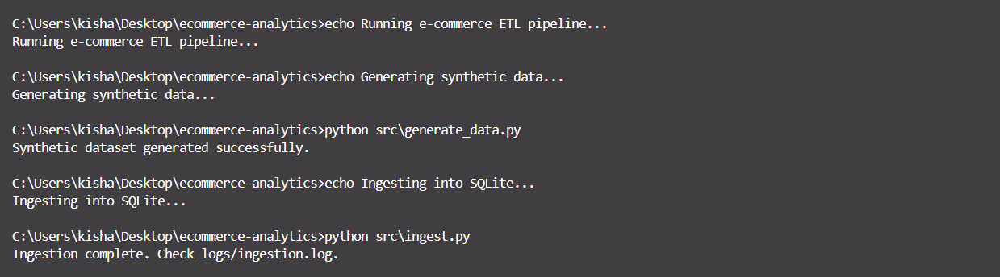 C:\Users\kisha\Desktop\ecommerce-analytics>echo Running e-commerce ETL pipeline...
Running e-commerce ETL pipeline...
C:\Users\kisha\Desktop\ecommerce-analytics>echo Generating synthetic data...
Generating synthetic data...
C:\Users\kisha\Desktop\ecommerce-analytics>python src\generate_data.py
Synthetic dataset generated successfully.
C:\Users\kisha\Desktop\ecommerce-analytics>echo Ingesting into SQLite...
Ingesting into SQLite...
C:\Users\kisha\Desktop\ecommerce-analytics>python src\ingest.py
Ingestion complete. Check logs/ingestion.log.